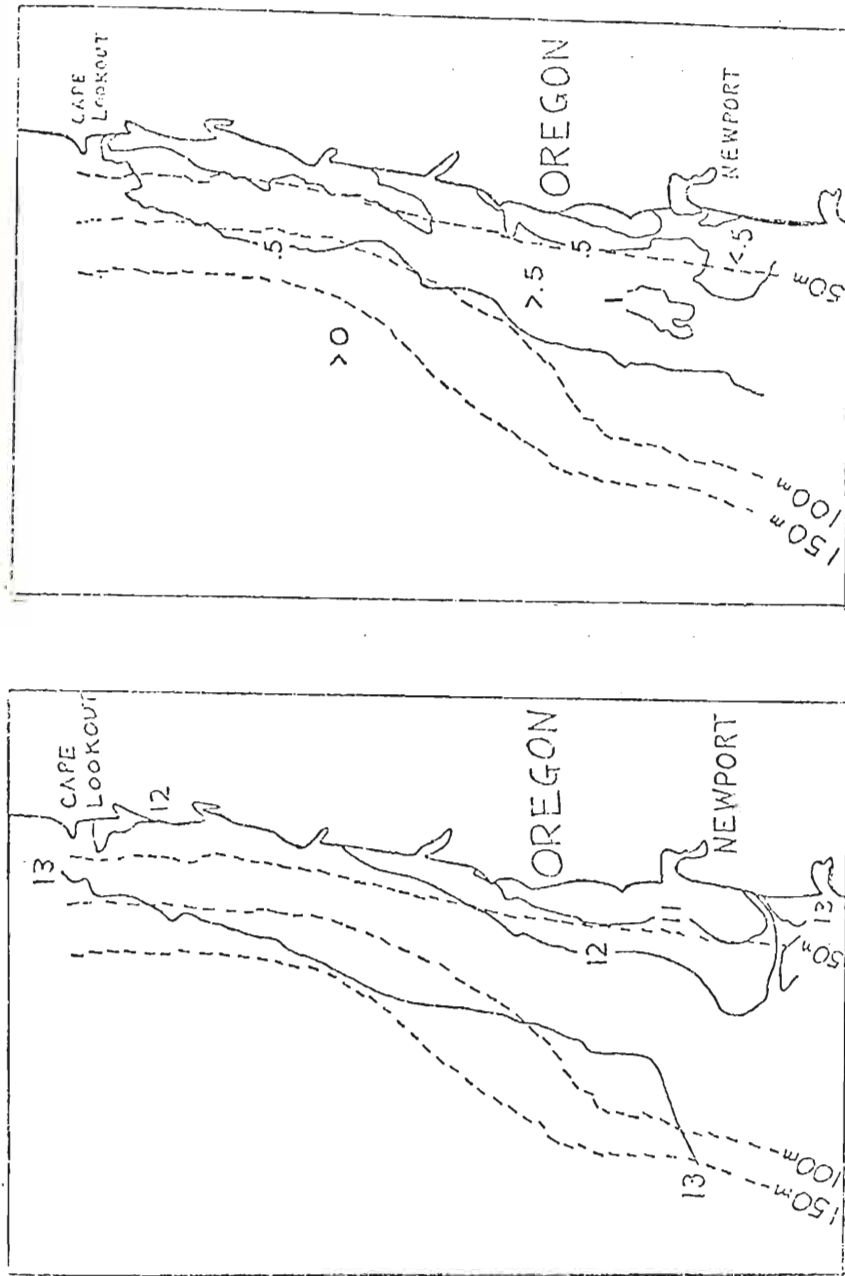 CAPE
LOOKOUT
.5
>0
>.5
OREGON
.5
1
NEWPORT
<.5
50m
100m
150m
CAPE
LOOKOUT
13
12
OREGON
12
11
NEWPORT
13
13
50m
100m
150m